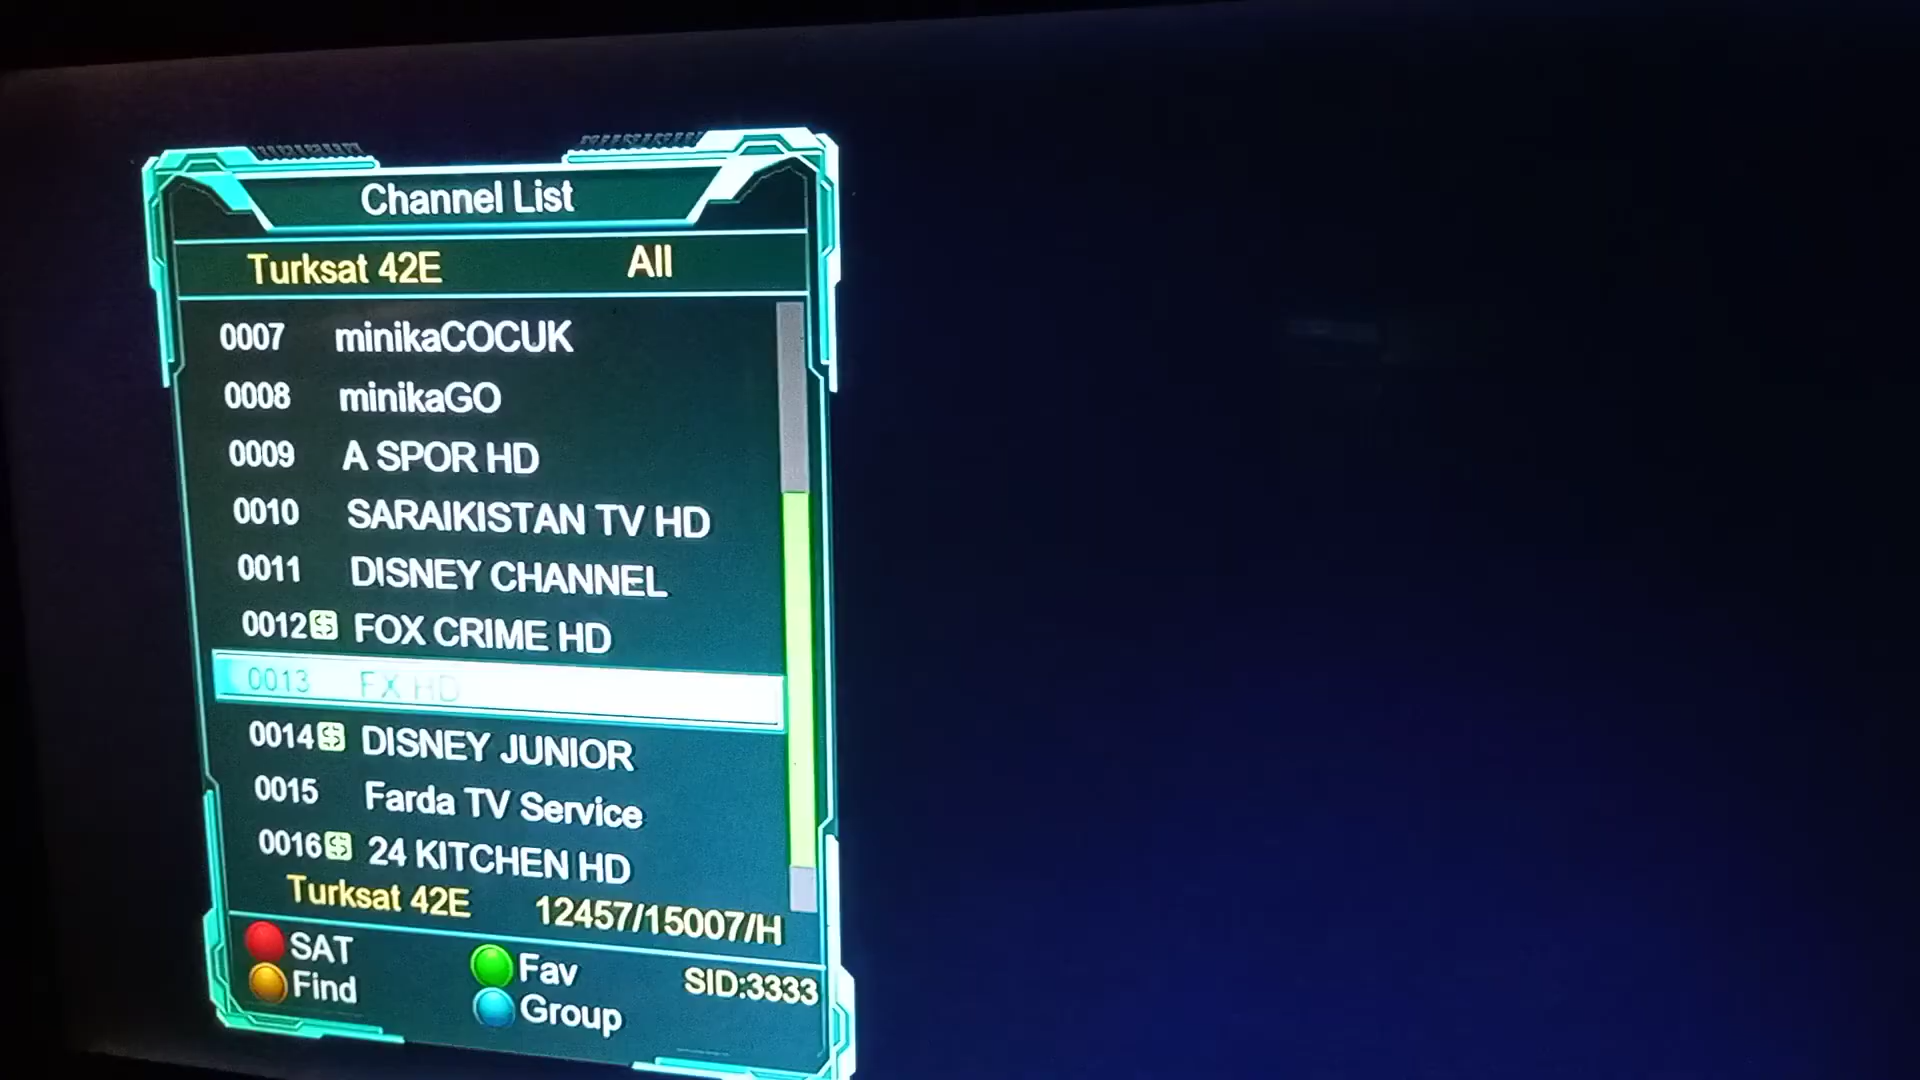 Channel List
Turksat 42E All
0007 minikaCOCUK
0008 minikaGO
0009 A SPOR HD
0010 SARAIKISTAN TV HD
0011 DISNEY CHANNEL
0012 $ FOX CRIME HD
0013 FX HD
0014 $ DISNEY JUNIOR
0015 Farda TV Service
0016 $ 24 KITCHEN HD
Turksat 42E 12457/15007/H
SAT Fav SID:3333
Find Group